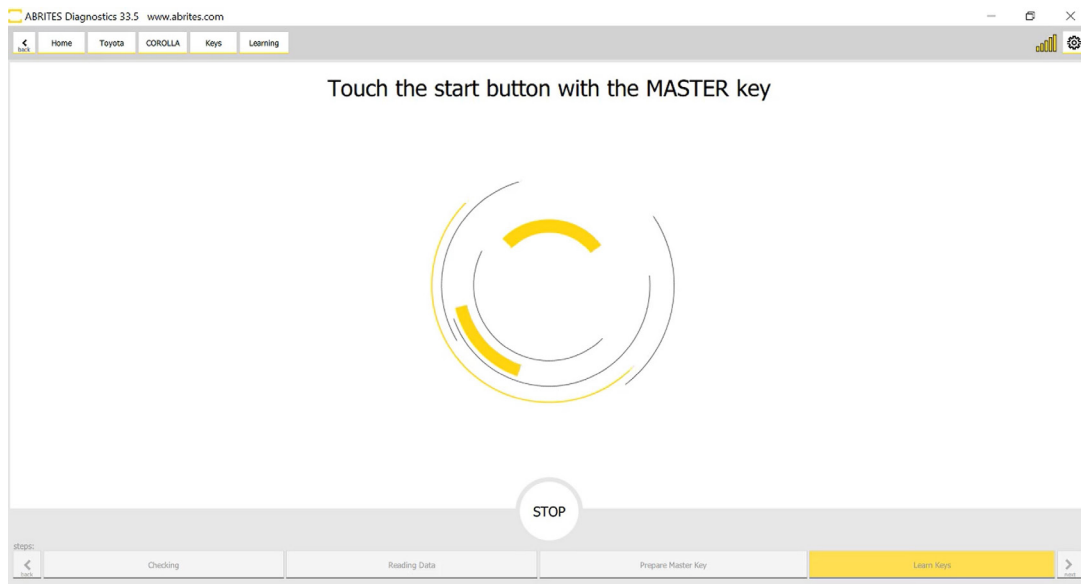 ABRITES Diagnostics 33.5 www.abrites.com
back Home Toyota COROLLA Keys Learning
Touch the start button with the MASTER key
STOP
steps:
back Checking Reading Data Prepare Master Key Learn Keys next